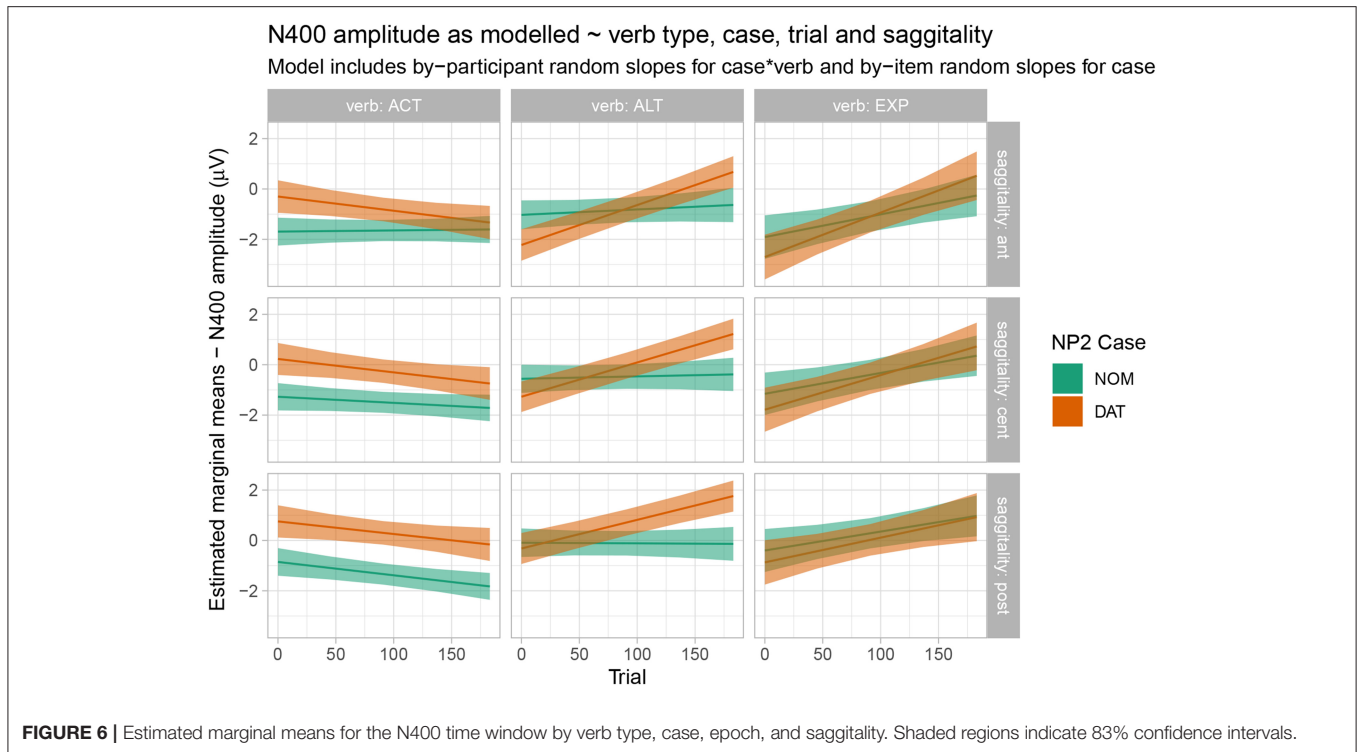 N400 amplitude as modelled ~ verb type, case, trial and saggitality
Model includes by−participant random slopes for case*verb and by−item random slopes for case
verb: ACT
verb: ALT
verb: EXP
Estimated marginal means − N400 amplitude (μV)
2
0
−2
saggitality: ant
2
0
−2
saggitality: cent
2
0
−2
saggitality: post
0 50 100 150
0 50 100 150
0 50 100 150
Trial
NP2 Case
NOM
DAT
FIGURE 6 | Estimated marginal means for the N400 time window by verb type, case, epoch, and saggitality. Shaded regions indicate 83% confidence intervals.